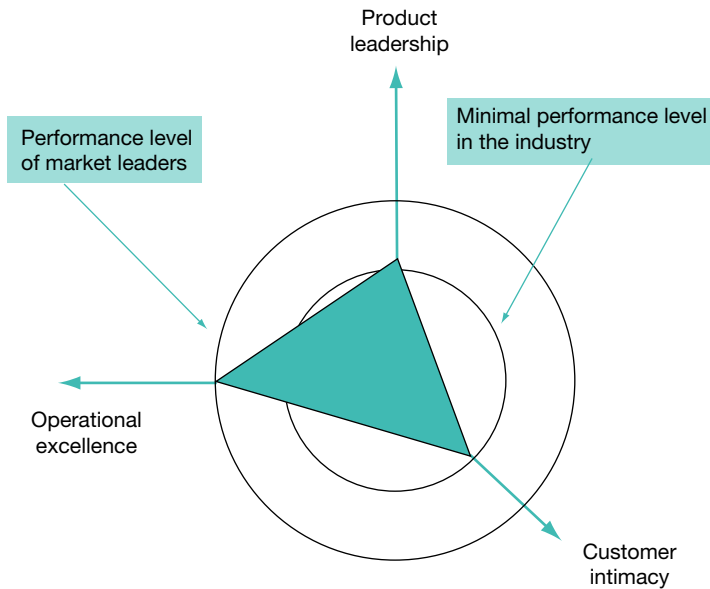 Product
leadership
Performance level
of market leaders
Minimal performance level
in the industry
Operational
excellence
Customer
intimacy